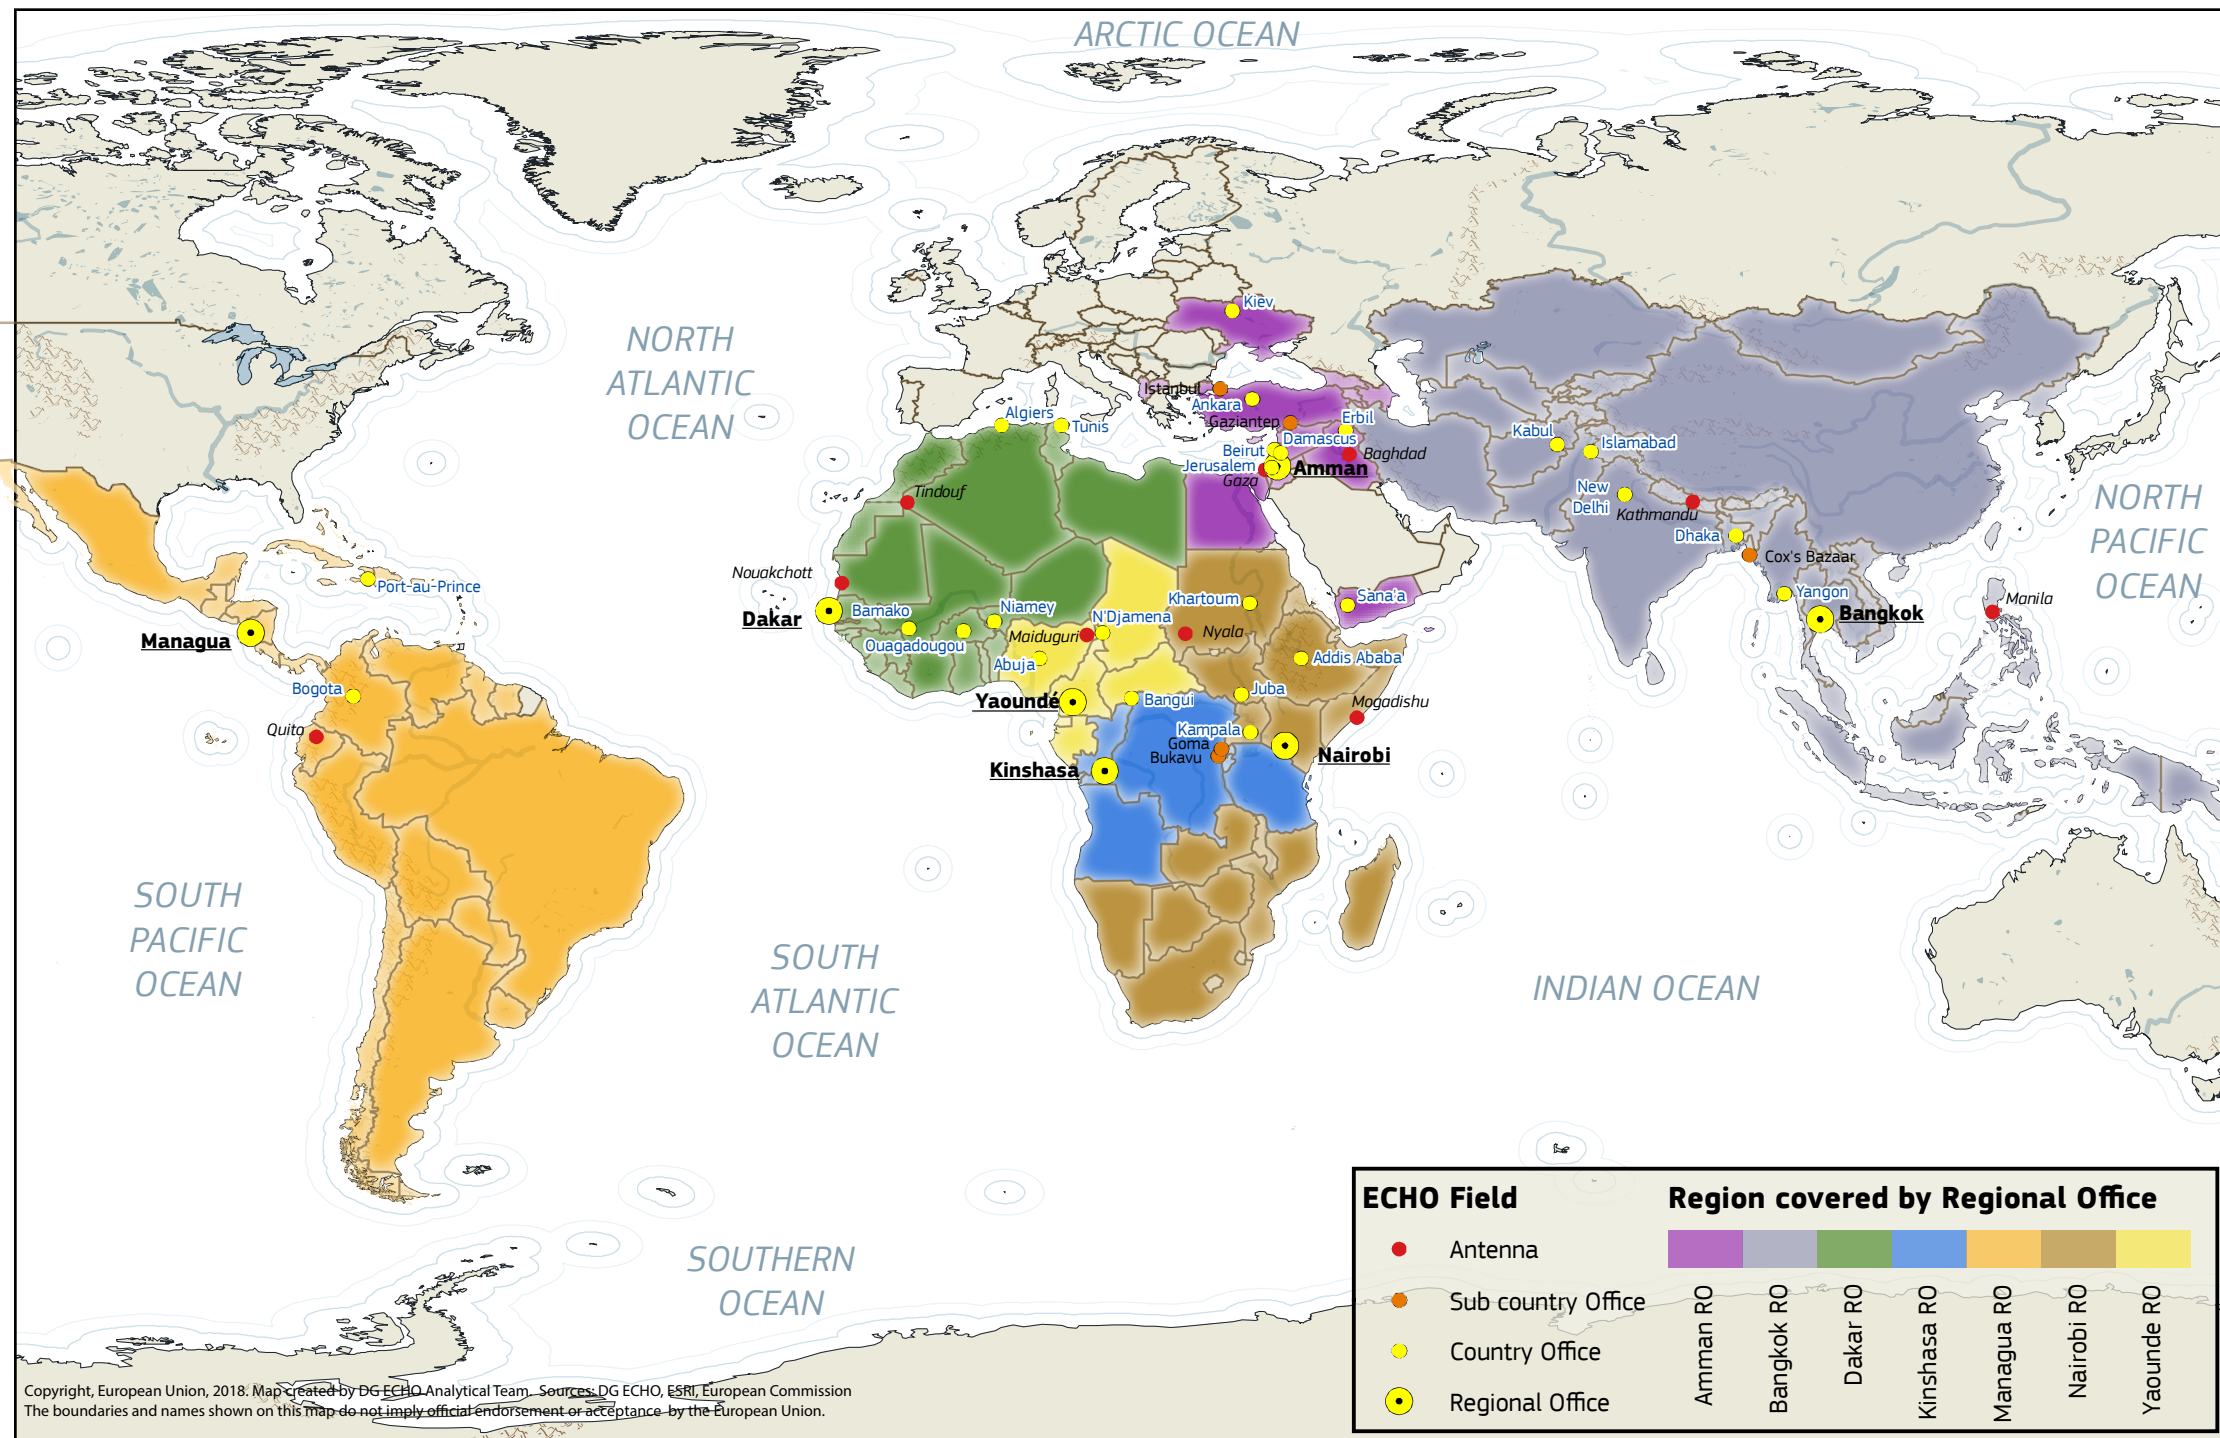 ARCTIC OCEAN
NORTH
ATLANTIC
OCEAN
Kiev
Istanbul
Ankara
Gaziantep
Erbil
Algiers
Tunis
Damascus
Beirut
Baghdad
Jerusalem
Amman
Gaza
Kabul
Islamabad
New
Delhi
Kathmandu
Dhaka
Cox's Bazaar
NORTH
PACIFIC
OCEAN
Tindouf
Nouakchott
Port-au-Prince
Dakar
Bamako
Niamey
Khartoum
Sana'a
Yangon
Bangkok
Manila
Managua
Ouagadougou
Maiduguri
N'Djamena
Nyala
Abuja
Addis Ababa
Bogota
Yaoundé
Bangui
Juba
Mogadishu
Quito
Kampala
Goma
Bukavu
Nairobi
Kinshasa
SOUTH
PACIFIC
OCEAN
SOUTH
ATLANTIC
OCEAN
INDIAN OCEAN
SOUTHERN
OCEAN
ECHO Field
Antenna
Sub country Office
Country Office
Regional Office
Region covered by Regional Office
Amman RO
Bangkok RO
Dakar RO
Kinshasa RO
Managua RO
Nairobi RO
Yaounde RO
Copyright, European Union, 2018. Map created by DG ECHO Analytical Team. Sources: DG ECHO, ESRI, European Commission
The boundaries and names shown on this map do not imply official endorsement or acceptance by the European Union.